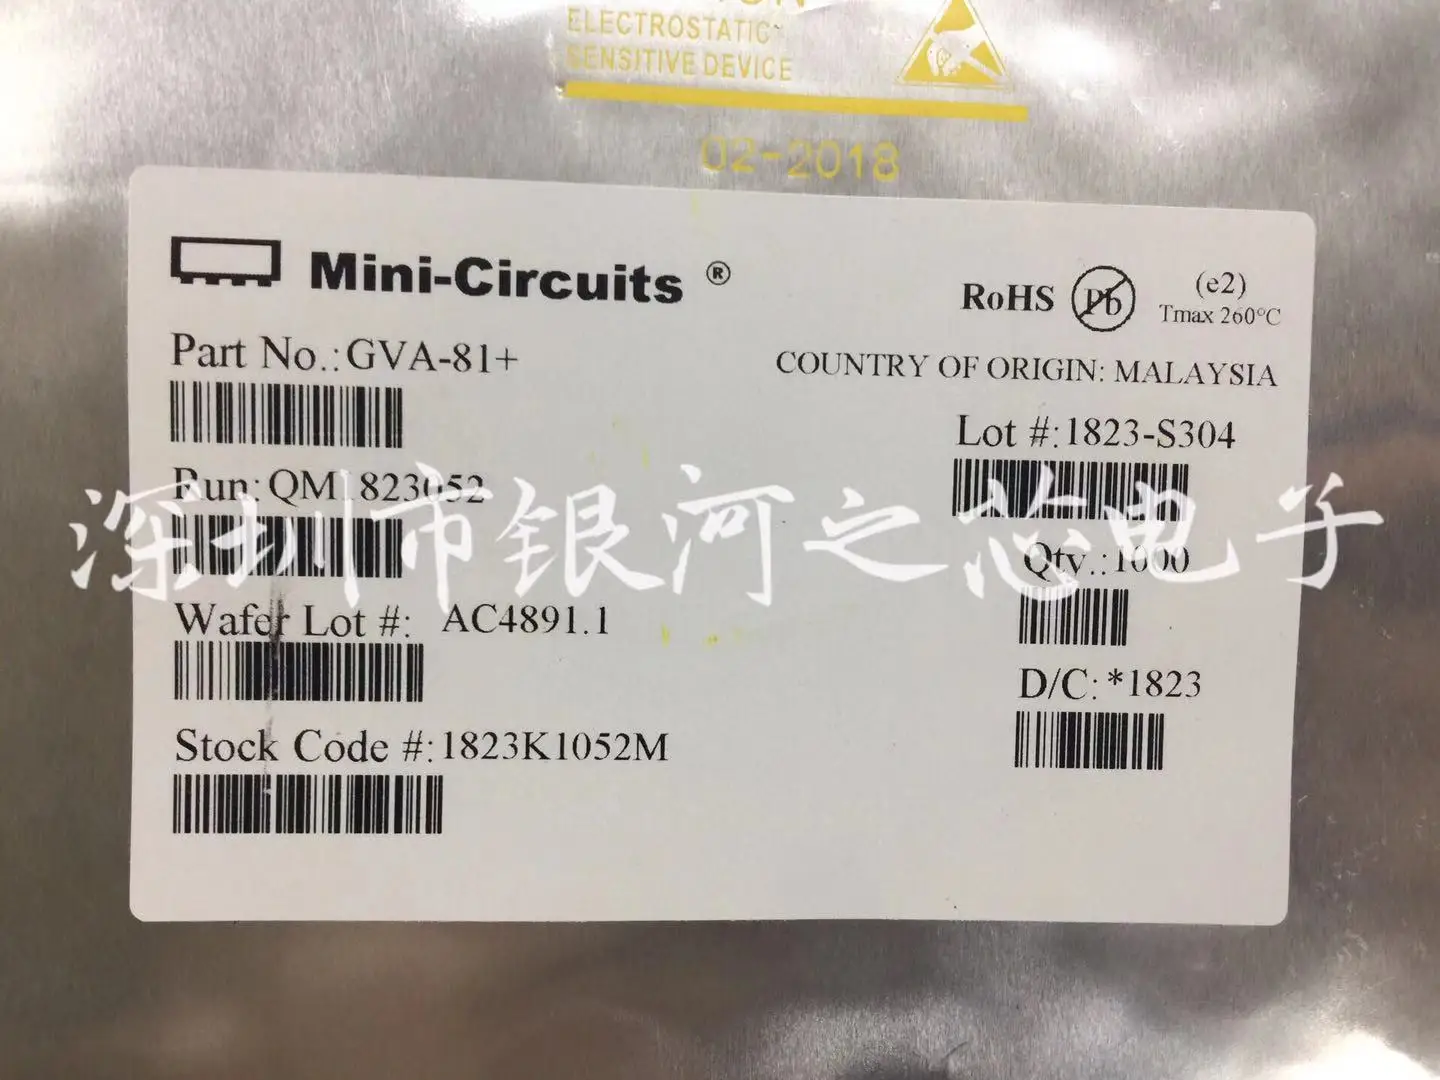 ELECTROSTATIC
SENSITIVE DEVICE
02-2018
Mini-Circuits ®
RoHS Pb (e2)
Tmax 260°C
Part No.:GVA-81+
COUNTRY OF ORIGIN: MALAYSIA
Lot #:1823-S304
Run:QM1823052
深圳市银河之芯电子
Qty.:1000
Wafer Lot #: AC4891.1
D/C:*1823
Stock Code #:1823K1052M